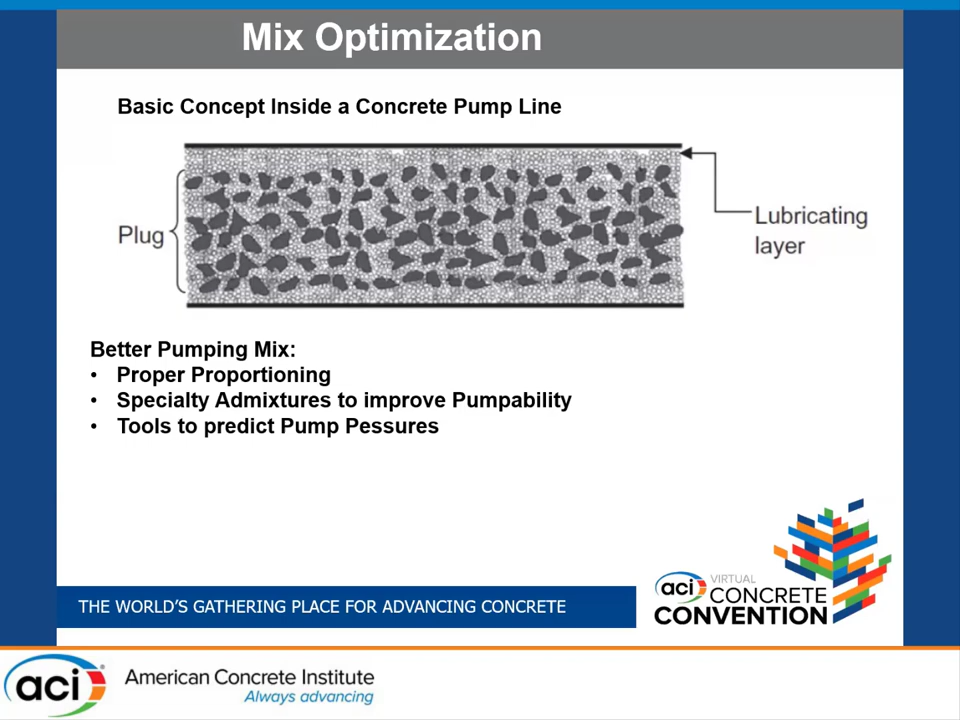 Mix Optimization
Basic Concept Inside a Concrete Pump Line
Plug
Lubricating
layer
Better Pumping Mix:
• Proper Proportioning
• Specialty Admixtures to improve Pumpability
• Tools to predict Pump Pessures
THE WORLD'S GATHERING PLACE FOR ADVANCING CONCRETE
aci VIRTUAL
CONCRETE
CONVENTION
aci American Concrete Institute
Always advancing